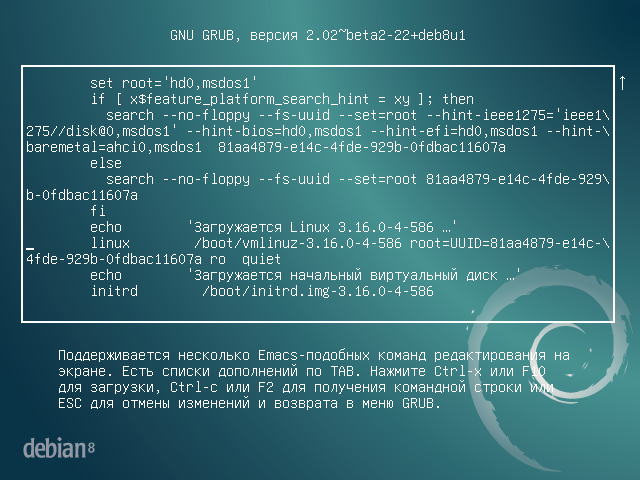 GNU GRUB, версия 2.02~beta2-22+deb8u1
set root='hd0,msdos1'
if [ x$feature_platform_search_hint = xy ]; then
search --no-floppy --fs-uuid --set=root --hint-ieee1275='ieee1\
275//disk@0,msdos1' --hint-bios=hd0,msdos1 --hint-efi=hd0,msdos1 --hint-\
baremetal=ahci0,msdos1  81aa4879-e14c-4fde-929b-0fdbac11607a
else
search --no-floppy --fs-uuid --set=root 81aa4879-e14c-4fde-929\
b-0fdbac11607a
fi
echo        'Загружается Linux 3.16.0-4-586 …'
linux        /boot/vmlinuz-3.16.0-4-586 root=UUID=81aa4879-e14c-\
4fde-929b-0fdbac11607a ro  quiet
echo        'Загружается начальный виртуальный диск …'
initrd        /boot/initrd.img-3.16.0-4-586
Поддерживается несколько Emacs-подобных команд редактирования на
экране. Есть списки дополнений по TAB. Нажмите Ctrl-x или F10
для загрузки, Ctrl-c или F2 для получения командной строки или
ESC для отмены изменений и возврата в меню GRUB.
debian 8